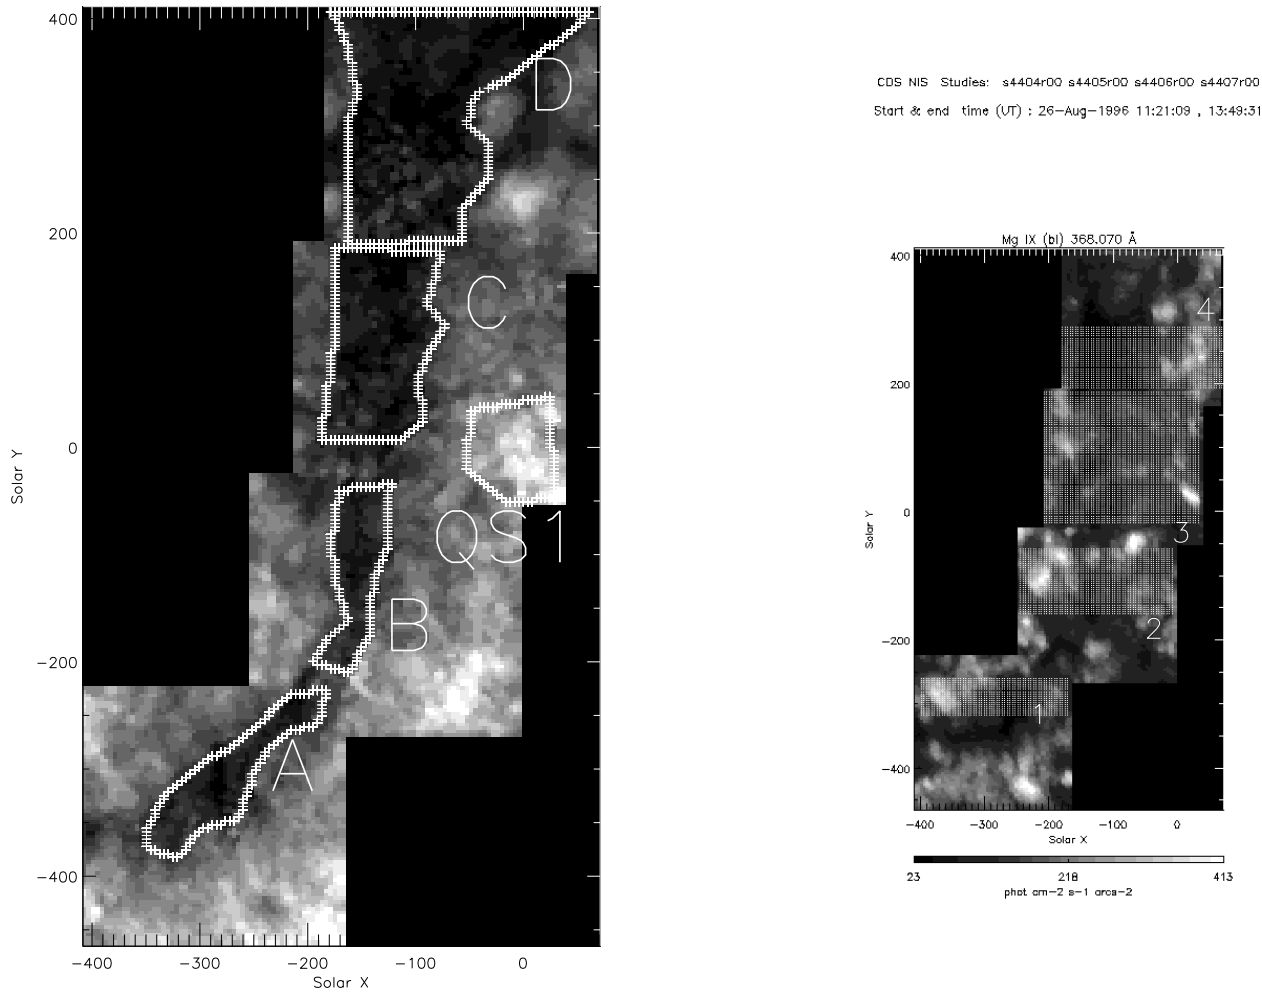 400
200
0
−200
−400
Solar Y
−400
−300
−200
−100
0
Solar X
D
C
QS1
B
A
CDS NIS Studies: s4404r00 s4405r00 s4406r00 s4407r00
Start & end time (UT) : 26-Aug-1996 11:21:09 , 13:49:31
Mg IX (bl) 368.070 Å
400
200
0
−200
−400
Solar Y
4
3
2
1
−400
−300
−200
−100
0
Solar X
23
218
413
phot cm-2 s-1 arcs-2